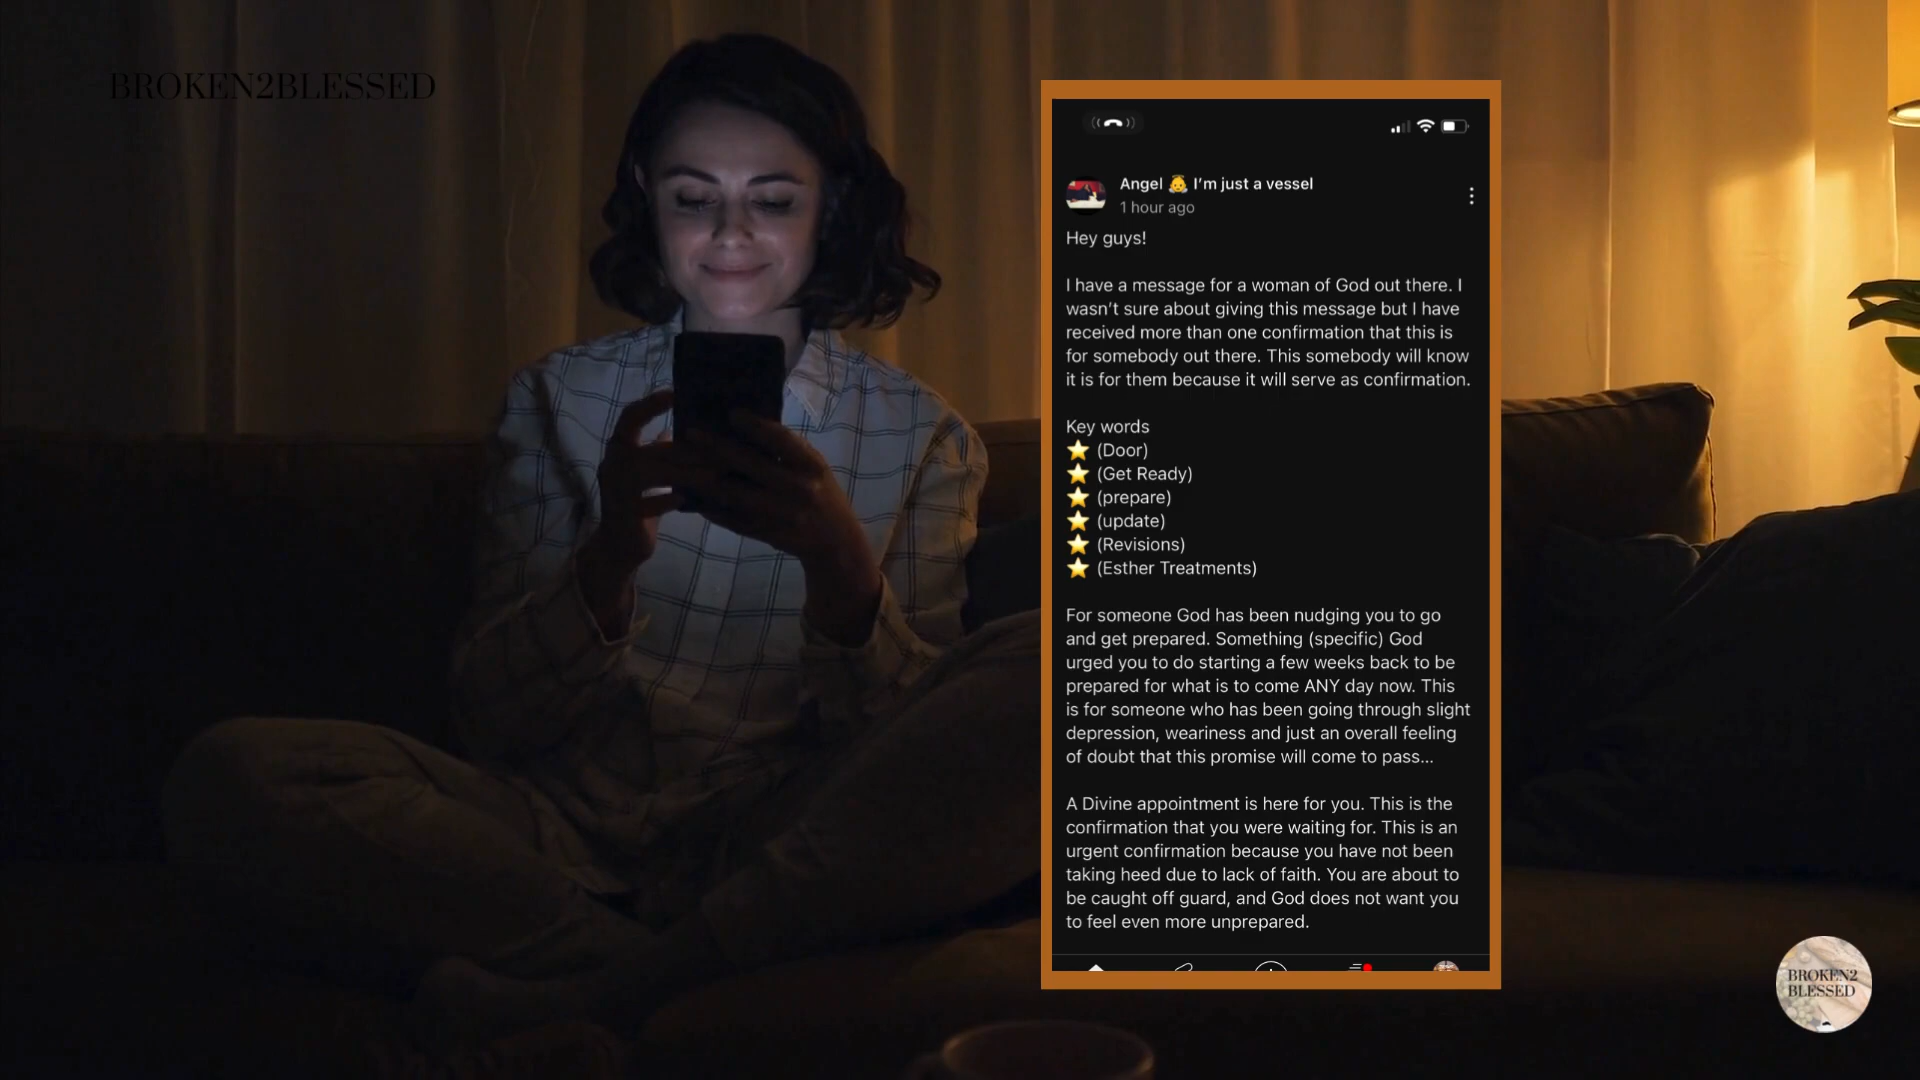 BROKEN2BLESSED
Angel 👼 I'm just a vessel
1 hour ago
Hey guys!
I have a message for a woman of God out there. I
wasn't sure about giving this message but I have
received more than one confirmation that this is
for somebody out there. This somebody will know
it is for them because it will serve as confirmation.
Key words
⭐ (Door)
⭐ (Get Ready)
⭐ (prepare)
⭐ (update)
⭐ (Revisions)
⭐ (Esther Treatments)
For someone God has been nudging you to go
and get prepared. Something (specific) God
urged you to do starting a few weeks back to be
prepared for what is to come ANY day now. This
is for someone who has been going through slight
depression, weariness and just an overall feeling
of doubt that this promise will come to pass...
A Divine appointment is here for you. This is the
confirmation that you were waiting for. This is an
urgent confirmation because you have not been
taking heed due to lack of faith. You are about to
be caught off guard, and God does not want you
to feel even more unprepared.
BROKEN2
BLESSED